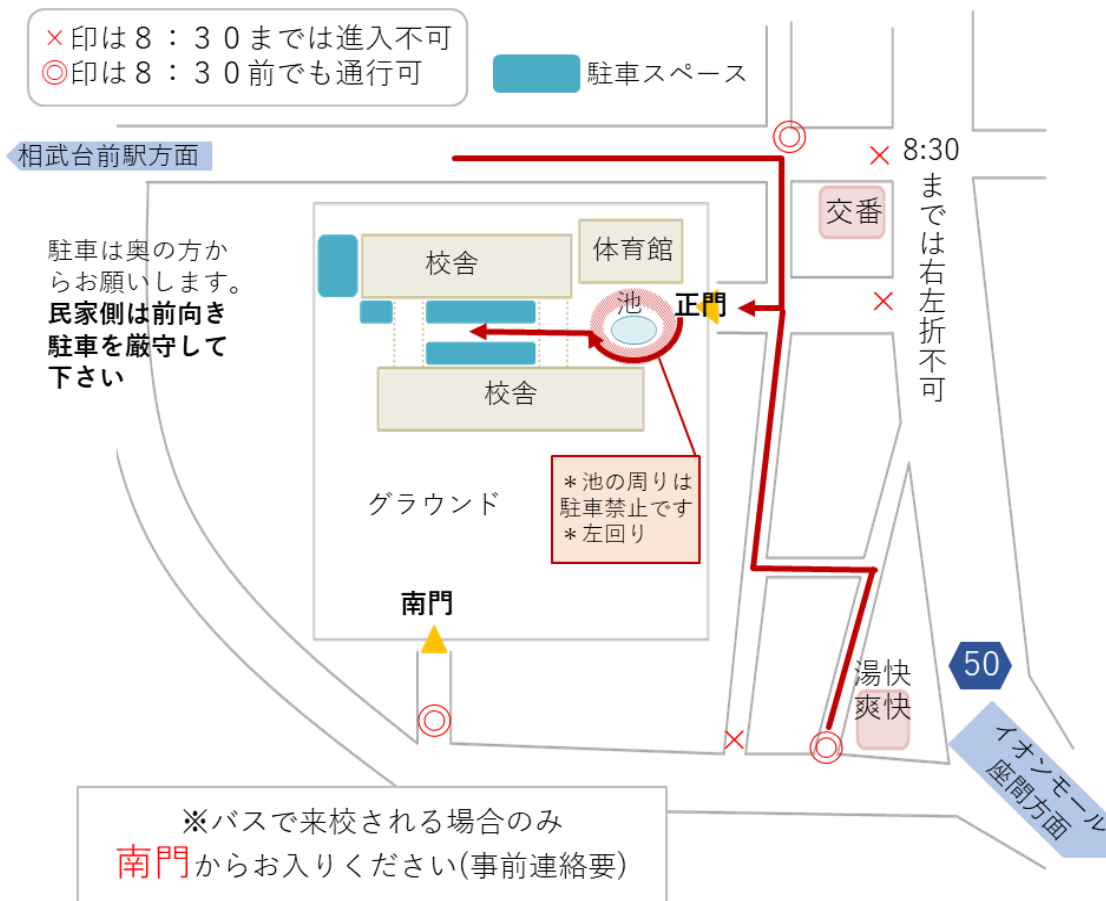 ×印は８：３０までは進入不可
◎印は８：３０前でも通行可
駐車スペース
相武台前駅方面
8:30
までは右左折不可
交番
駐車は奥の方か
らお願いします。
民家側は前向き
駐車を厳守して
下さい
校舎
体育館
池
正門
校舎
＊池の周りは
駐車禁止です
＊左回り
グラウンド
南門
湯快
爽快
50
イオンモール
座間方面
※バスで来校される場合のみ
南門からお入りください(事前連絡要)